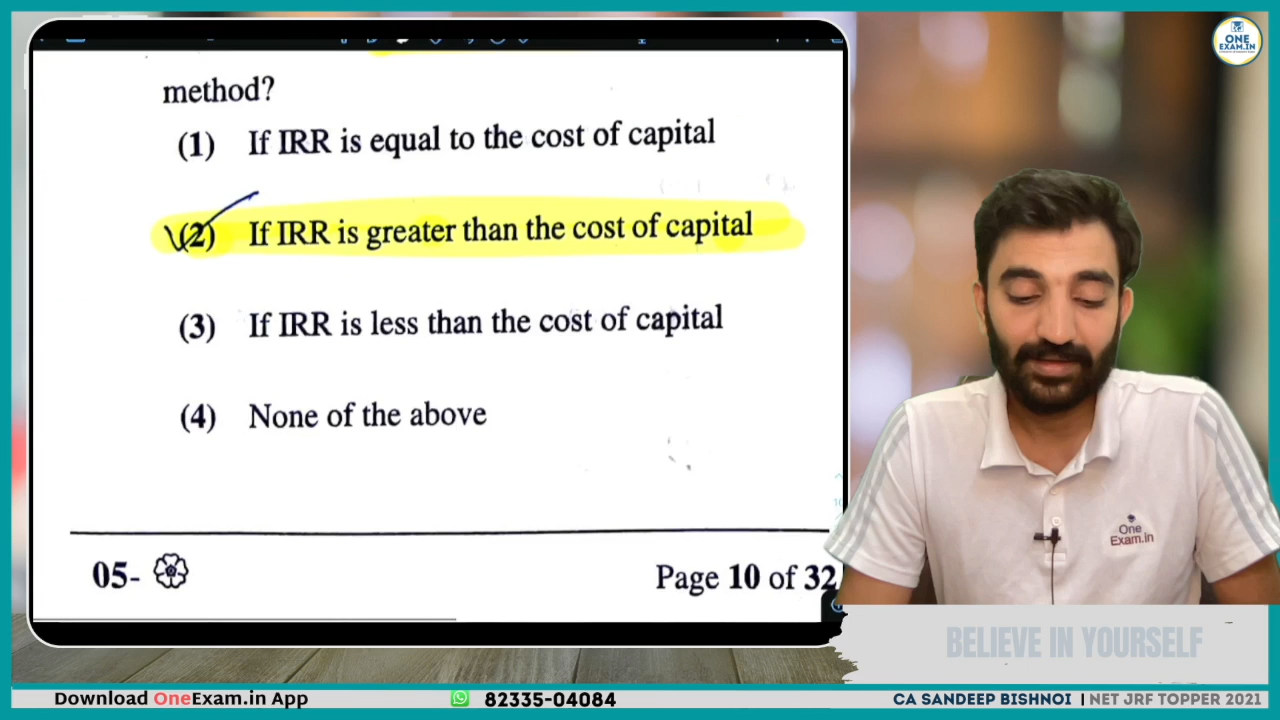 method?
(1) If IRR is equal to the cost of capital
(2) If IRR is greater than the cost of capital
(3) If IRR is less than the cost of capital
(4) None of the above
05-
Page 10 of 32
ONE
EXAM.IN
One
Exam.in
BELIEVE IN YOURSELF
Download OneExam.in App
82335-04084
CA SANDEEP BISHNOI | NET JRF TOPPER 2021